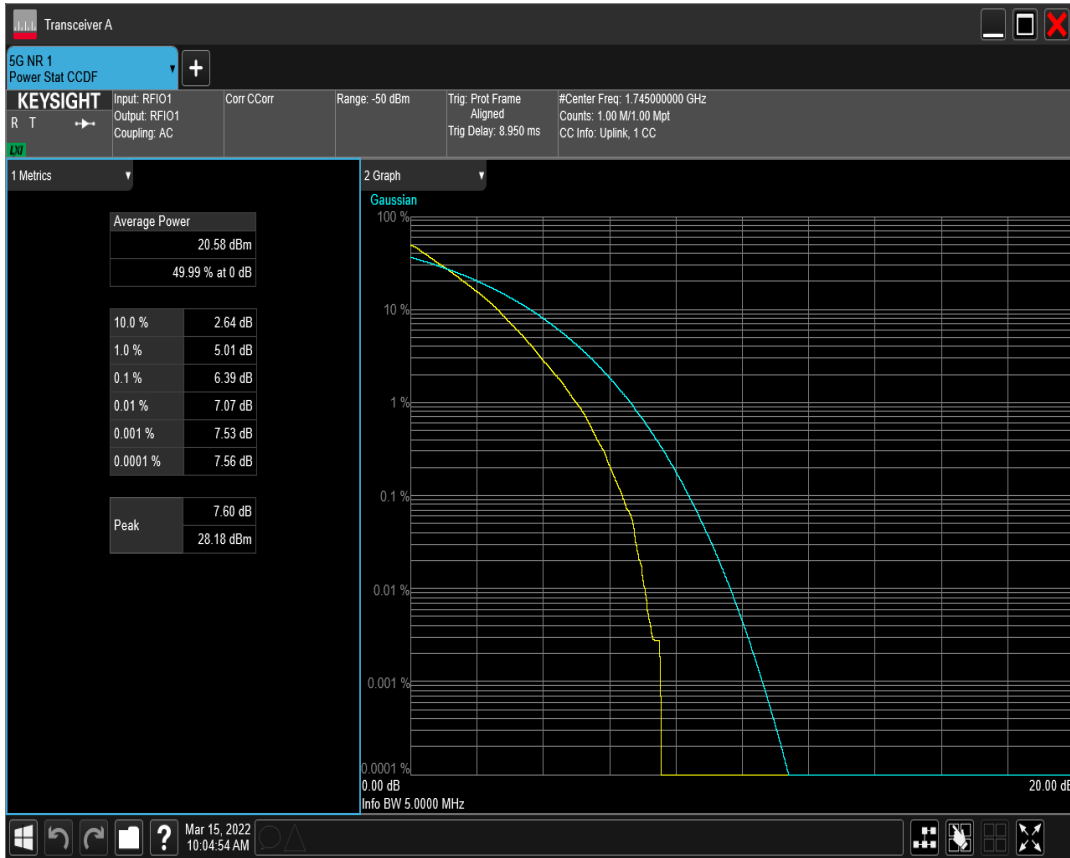 Transceiver A
5G NR 1
Power Stat CCDF
+
KEYSIGHT
R T
LXI
Input: RFIO1
Output: RFIO1
Coupling: AC
Corr CCorr
Range: -50 dBm
Trig: Prot Frame
Aligned
Trig Delay: 8.950 ms
#Center Freq: 1.745000000 GHz
Counts: 1.00 M/1.00 Mpt
CC Info: Uplink, 1 CC
1 Metrics
Average Power
20.58 dBm
49.99 % at 0 dB
10.0 % 2.64 dB
1.0 % 5.01 dB
0.1 % 6.39 dB
0.01 % 7.07 dB
0.001 % 7.53 dB
0.0001 % 7.56 dB
Peak
7.60 dB
28.18 dBm
2 Graph
Gaussian
100 %
10 %
1 %
0.1 %
0.01 %
0.001 %
0.0001 %
0.00 dB
20.00 dB
Info BW 5.0000 MHz
?
Mar 15, 2022
10:04:54 AM